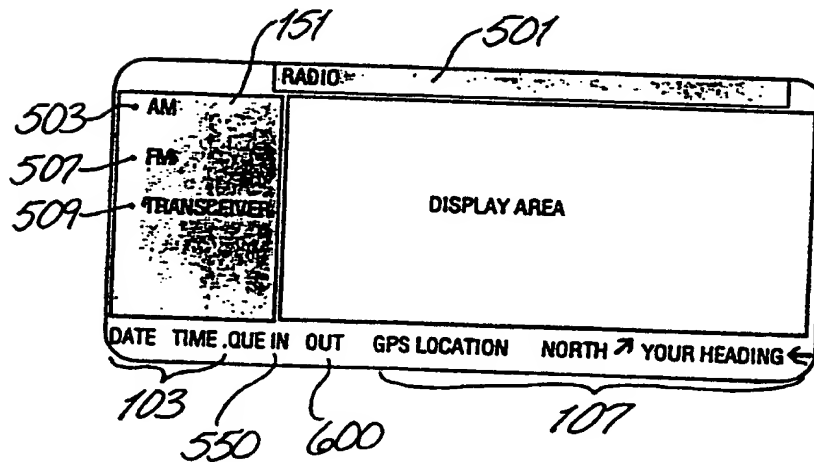 151
501
RADIO
503 AM
507 FM
509 TRANSCEIVER
DISPLAY AREA
DATE TIME QUE IN OUT GPS LOCATION NORTH ↗ YOUR HEADING ←
103
550
600
107